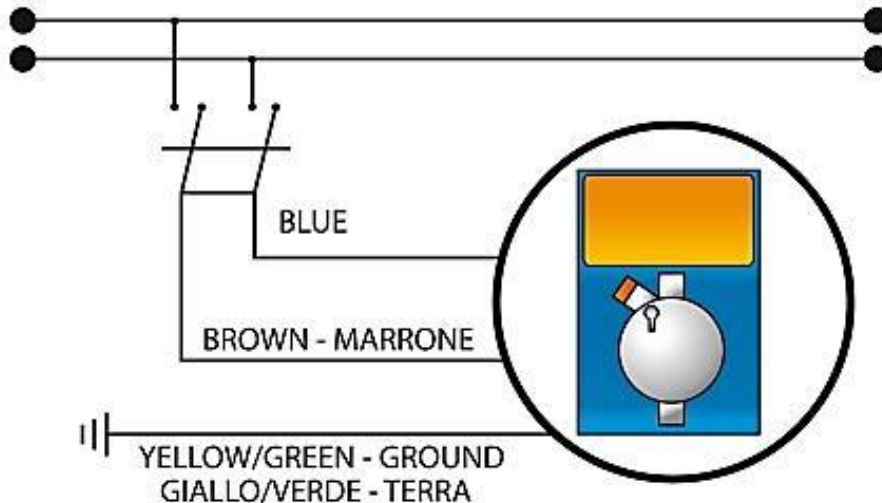 BLUE
BROWN - MARRONE
YELLOW/GREEN - GROUND
GIALLO/VERDE - TERRA